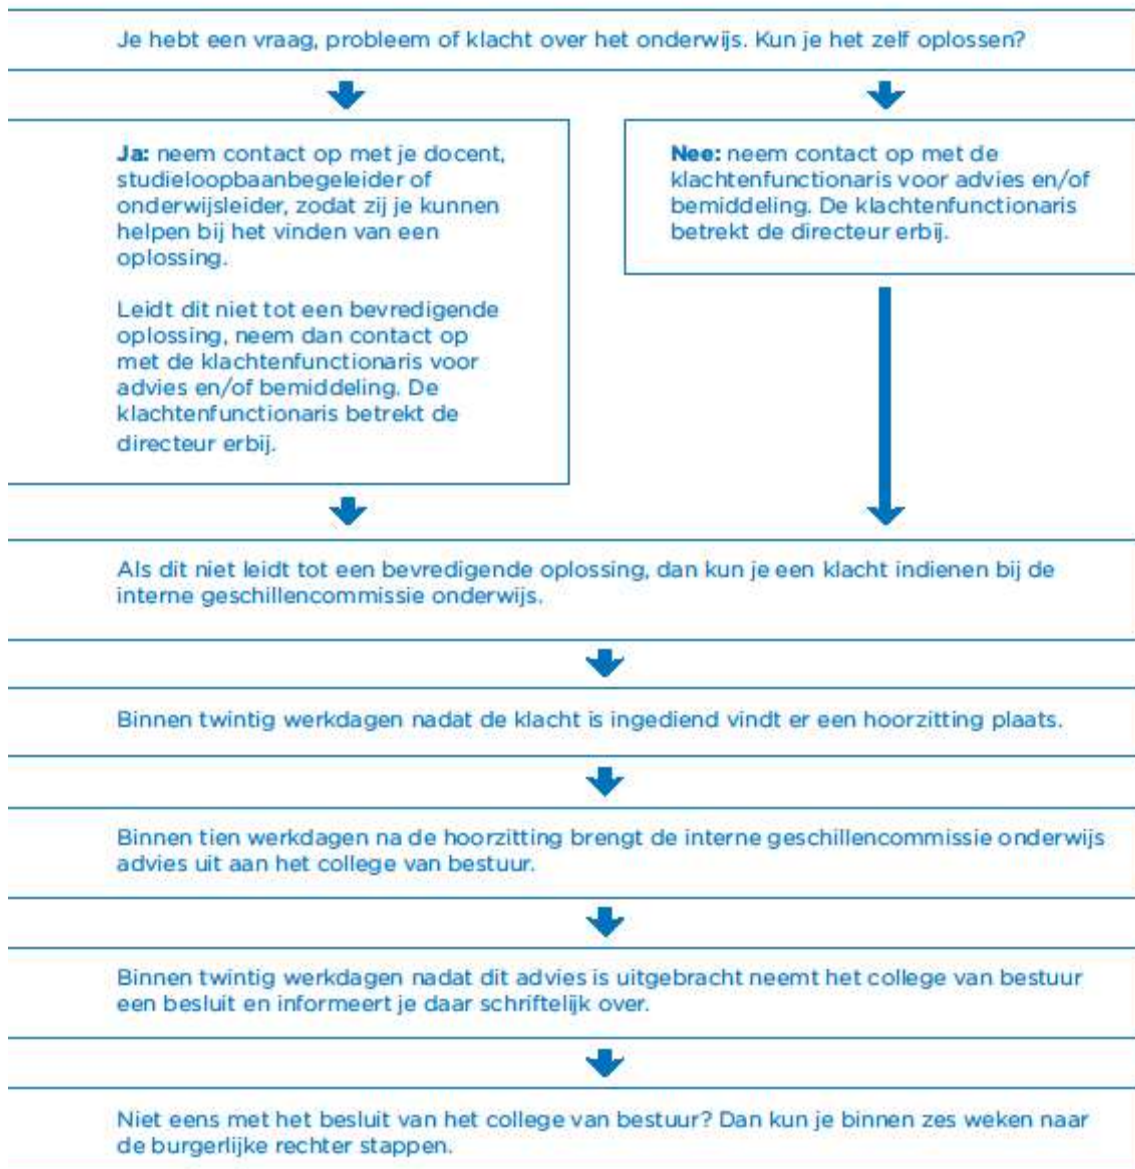 Je hebt een vraag, probleem of klacht over het onderwijs. Kun je het zelf oplossen?
Ja: neem contact op met je docent,
studieloopbaanbegeleider of
onderwijsleider, zodat zij je kunnen
helpen bij het vinden van een
oplossing.
Leidt dit niet tot een bevredigende
oplossing, neem dan contact op
met de klachtenfunctionaris voor
advies en/of bemiddeling. De
klachtenfunctionaris betrekt de
directeur erbij.
Nee: neem contact op met de
klachtenfunctionaris voor advies en/of
bemiddeling. De klachtenfunctionaris
betrekt de directeur erbij.
Als dit niet leidt tot een bevredigende oplossing, dan kun je een klacht indienen bij de
interne geschillencommissie onderwijs.
Binnen twintig werkdagen nadat de klacht is ingediend vindt er een hoorzitting plaats.
Binnen tien werkdagen na de hoorzitting brengt de interne geschillencommissie onderwijs
advies uit aan het college van bestuur.
Binnen twintig werkdagen nadat dit advies is uitgebracht neemt het college van bestuur
een besluit en informeert je daar schriftelijk over.
Niet eens met het besluit van het college van bestuur? Dan kun je binnen zes weken naar
de burgerlijke rechter stappen.